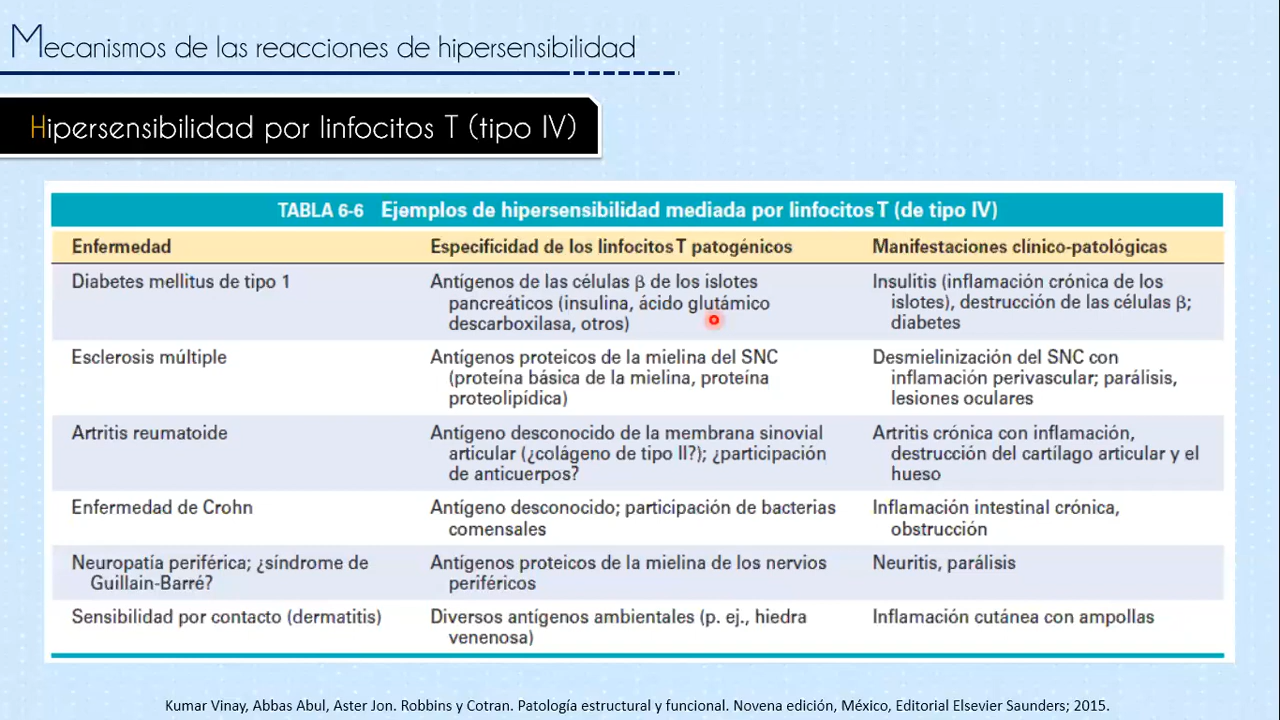 Mecanismos de las reacciones de hipersensibilidad
Hipersensibilidad por linfocitos T (tipo IV)
TABLA 6-6 Ejemplos de hipersensibilidad mediada por linfocitos T (de tipo IV)
Enfermedad Especificidad de los linfocitos T patogénicos Manifestaciones clínico-patológicas
Diabetes mellitus de tipo 1
Antígenos de las células β de los islotes
pancreáticos (insulina, ácido glutámico
descarboxilasa, otros)
Insulitis (inflamación crónica de los
islotes), destrucción de las células β;
diabetes
Esclerosis múltiple
Antígenos proteicos de la mielina del SNC
(proteína básica de la mielina, proteína
proteolipídica)
Desmielinización del SNC con
inflamación perivascular; parálisis,
lesiones oculares
Artritis reumatoide
Antígeno desconocido de la membrana sinovial
articular (¿colágeno de tipo II?); ¿participación
de anticuerpos?
Artritis crónica con inflamación,
destrucción del cartílago articular y el
hueso
Enfermedad de Crohn
Antígeno desconocido; participación de bacterias
comensales
Inflamación intestinal crónica,
obstrucción
Neuropatía periférica; ¿síndrome de
Guillain-Barré?
Antígenos proteicos de la mielina de los nervios
periféricos
Neuritis, parálisis
Sensibilidad por contacto (dermatitis)
Diversos antígenos ambientales (p. ej., hiedra
venenosa)
Inflamación cutánea con ampollas
Kumar Vinay, Abbas Abul, Aster Jon. Robbins y Cotran. Patología estructural y funcional. Novena edición, México, Editorial Elsevier Saunders; 2015.